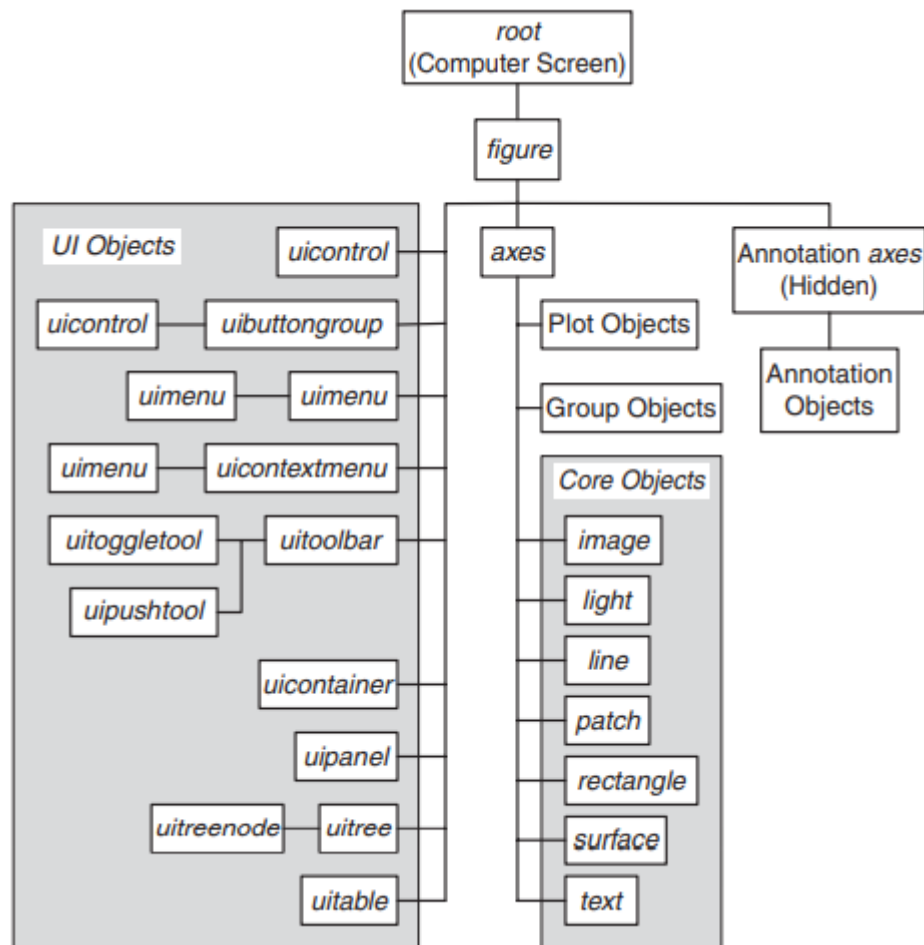 root
(Computer Screen)
figure
UI Objects
uicontrol
axes
Annotation axes
(Hidden)
uicontrol
uibuttongroup
Plot Objects
Annotation
Objects
uimenu
uimenu
Group Objects
uimenu
uicontextmenu
Core Objects
uitoggletool
uitoolbar
image
uipushtool
light
line
uicontainer
patch
uipanel
rectangle
uitreenode
uitree
surface
uitable
text